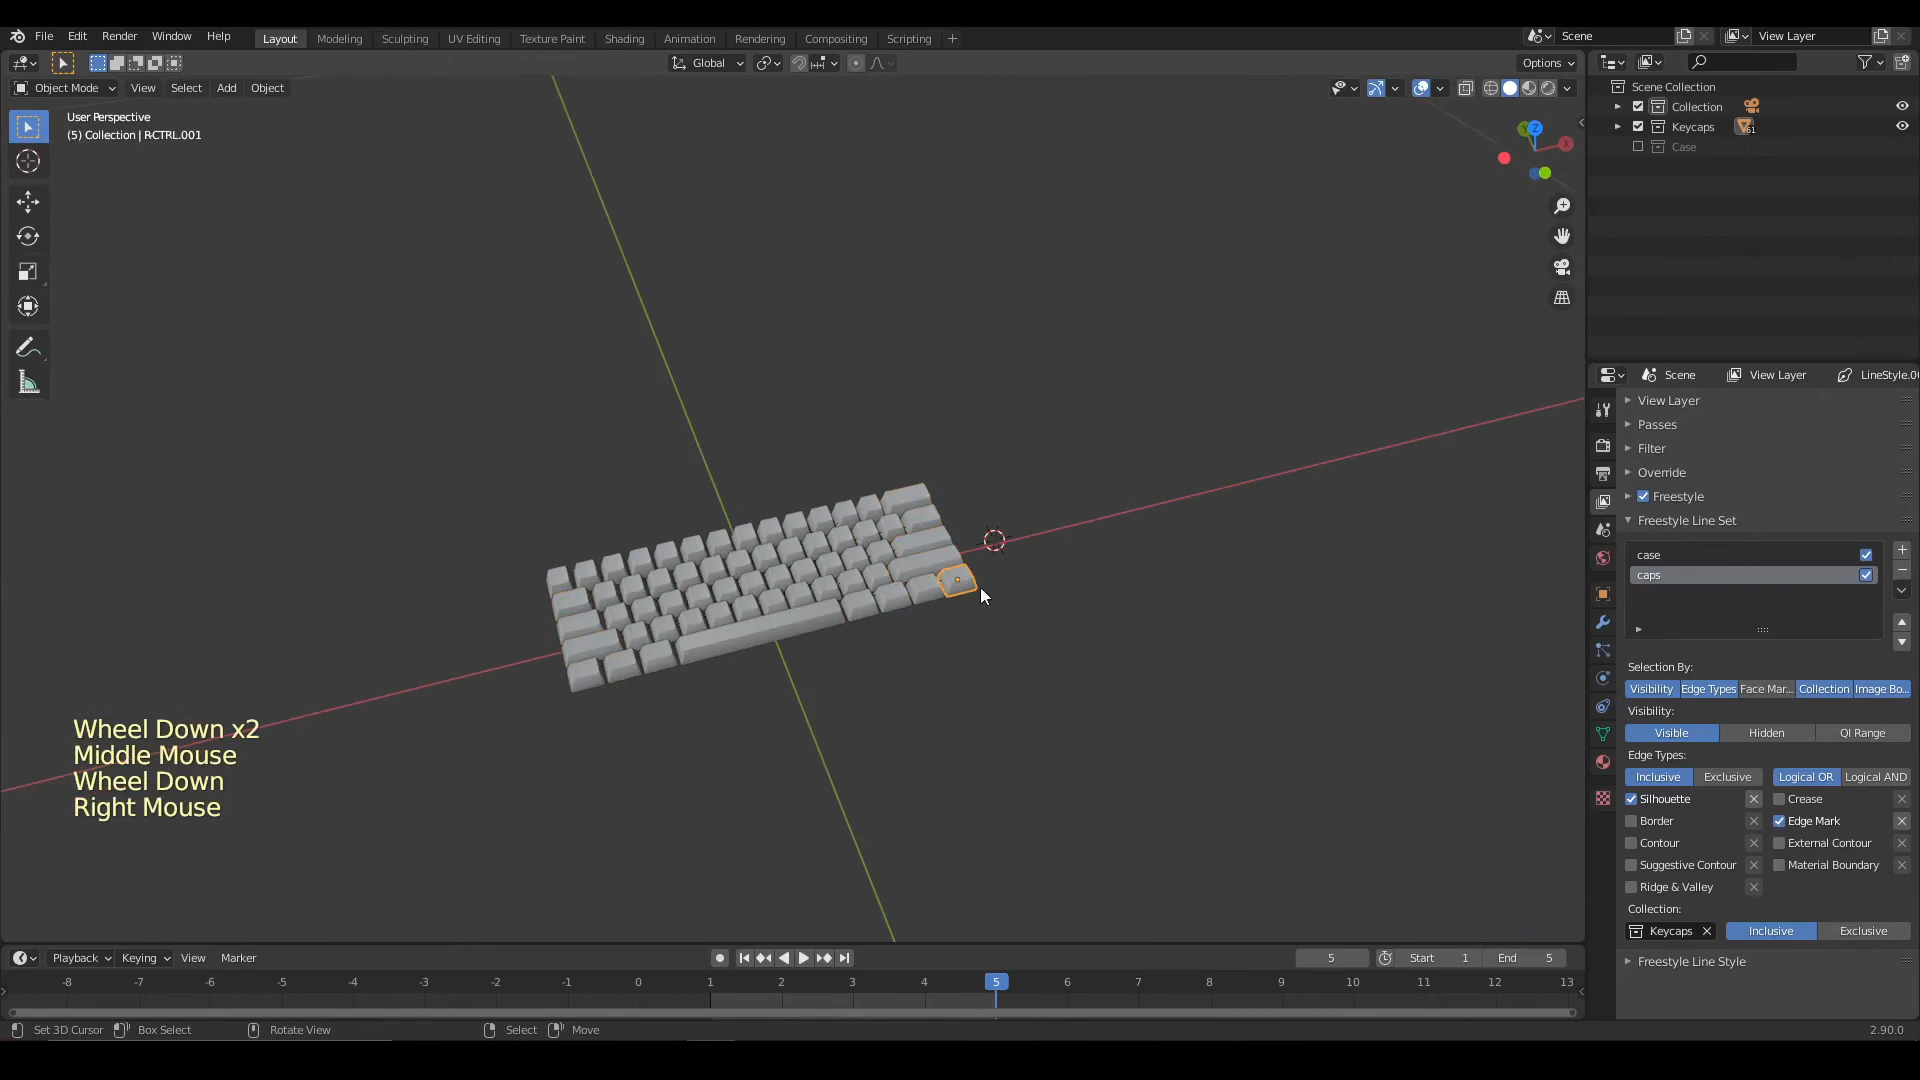 File Edit Render Window Help Layout Modeling Sculpting UV Editing Texture Paint Shading Animation Rendering Compositing Scripting Scene View Layer
Global Options
Object Mode View Select Add Object
User Perspective
(5) Collection | RCTRL.001
Scene Collection
Collection
Keycaps 61
Case
Z
Y
X
Scene View Layer LineStyle.0
View Layer
Passes
Filter
Override
Freestyle
Freestyle Line Set
case
caps
Selection By:
Visibility Edge Types Face Mar... Collection Image Bo...
Visibility:
Visible Hidden QI Range
Edge Types:
Inclusive Exclusive Logical OR Logical AND
Silhouette Crease
Border Edge Mark
Contour External Contour
Suggestive Contour Material Boundary
Ridge & Valley
Collection:
Keycaps Inclusive Exclusive
Freestyle Line Style
Wheel Down x2
Middle Mouse
Wheel Down
Right Mouse
Playback Keying View Marker 5 Start 1 End 5
-8 -7 -6 -5 -4 -3 -2 -1 0 1 2 3 4 5 6 7 8 9 10 11 12 13
Set 3D Cursor Box Select Rotate View Select Move 2.90.0